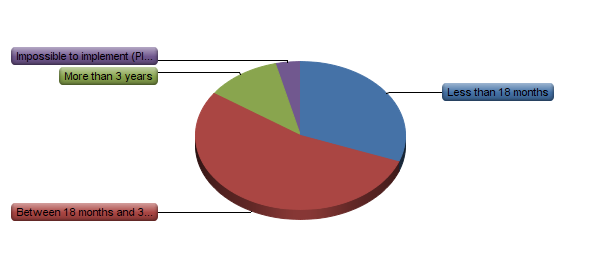 Impossible to implement (Pl...
More than 3 years
Less than 18 months
Between 18 months and 3...